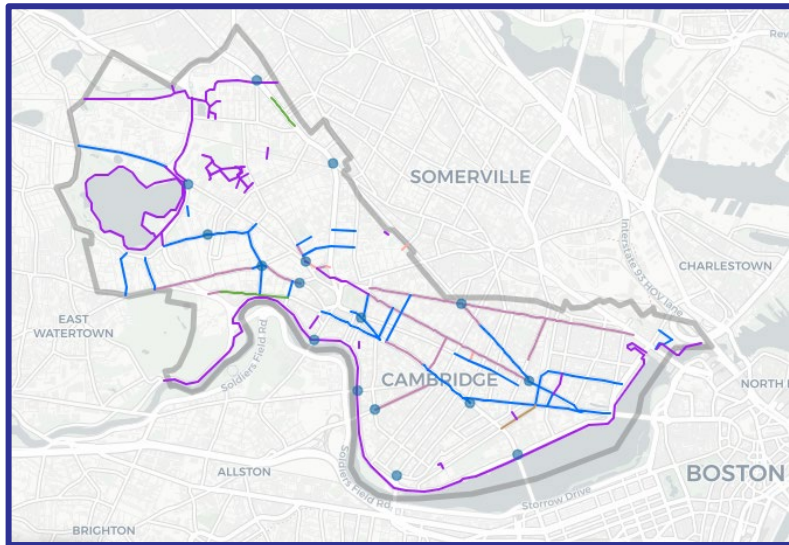 Rev
SOMERVILLE
Interstate 93 HOV lane
CHARLESTOWN
EAST
WATERTOWN
Soldiers Field Rd
CAMBRIDGE
NORTH
ALLSTON
Soldiers Field Rd.
BOSTON
Storrow Drive
BRIGHTON